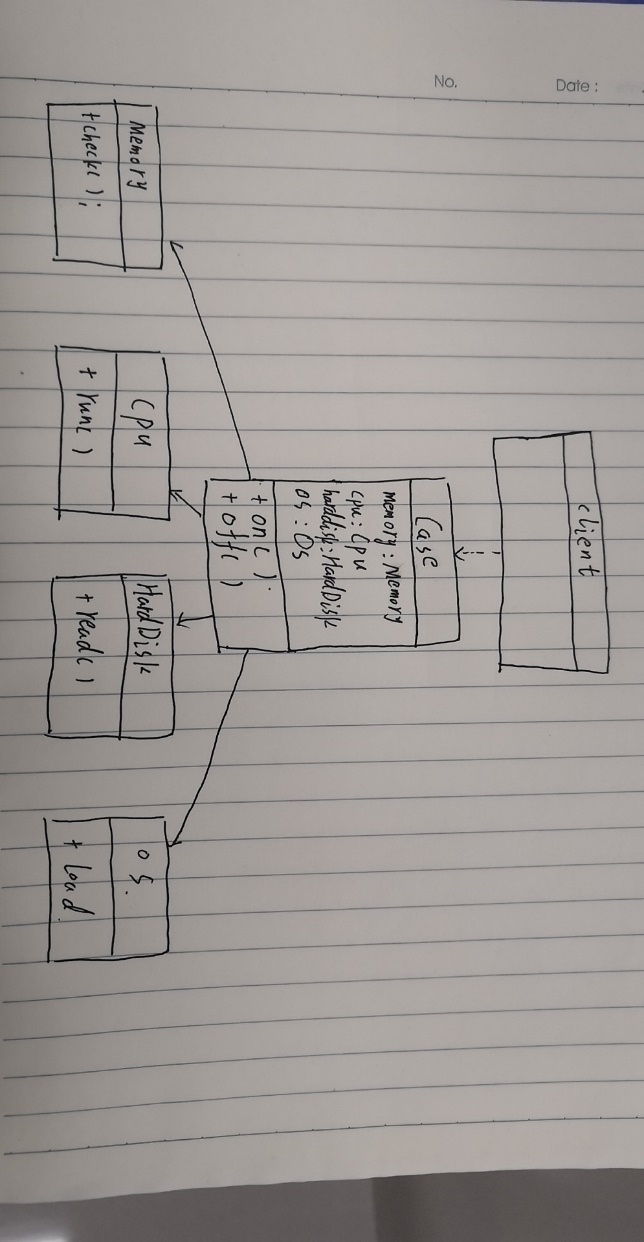 No.
Date :
client
Case
memory : Memory
cpu : Cpu
harddisk : HardDisk
os : Os
+ on( ).
+ off( )
Memory
+check( );
Cpu
+ run( )
HardDisk
+ read( )
OS.
+ load.